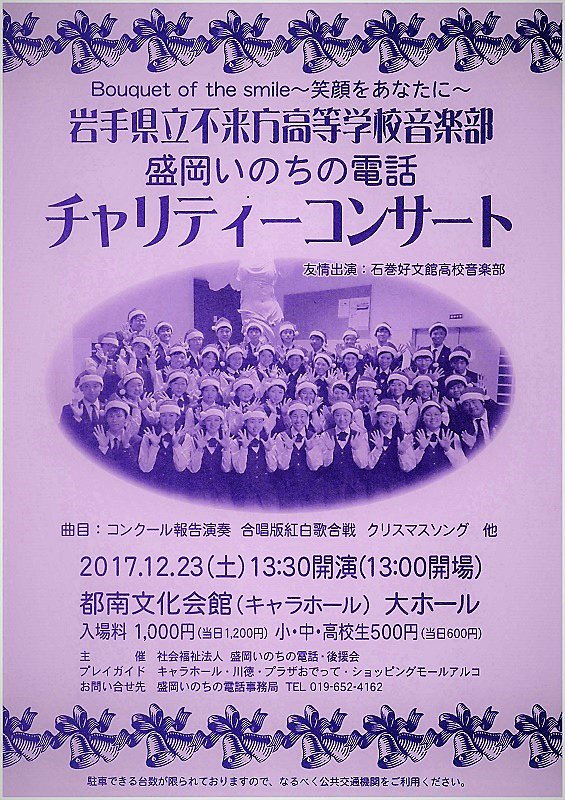 Bouquet of the smile～笑顔をあなたに～
岩手県立不来方高等学校音楽部
盛岡いのちの電話
チャリティーコンサート
友情出演：石巻好文館高校音楽部
曲目：コンクール報告演奏 合唱版紅白歌合戦 クリスマスソング 他
2017.12.23(土)13:30開演(13:00開場)
都南文化会館（キャラホール）大ホール
入場料 1,000円(当日1,200円) 小・中・高校生500円(当日600円)
主 催 社会福祉法人 盛岡いのちの電話・後援会
プレイガイド キャラホール・川徳・プラザおでって・ショッピングモールアルコ
お問い合せ先 盛岡いのちの電話事務局 TEL 019-652-4162
駐車できる台数が限られておりますので、なるべく公共交通機関をご利用ください。